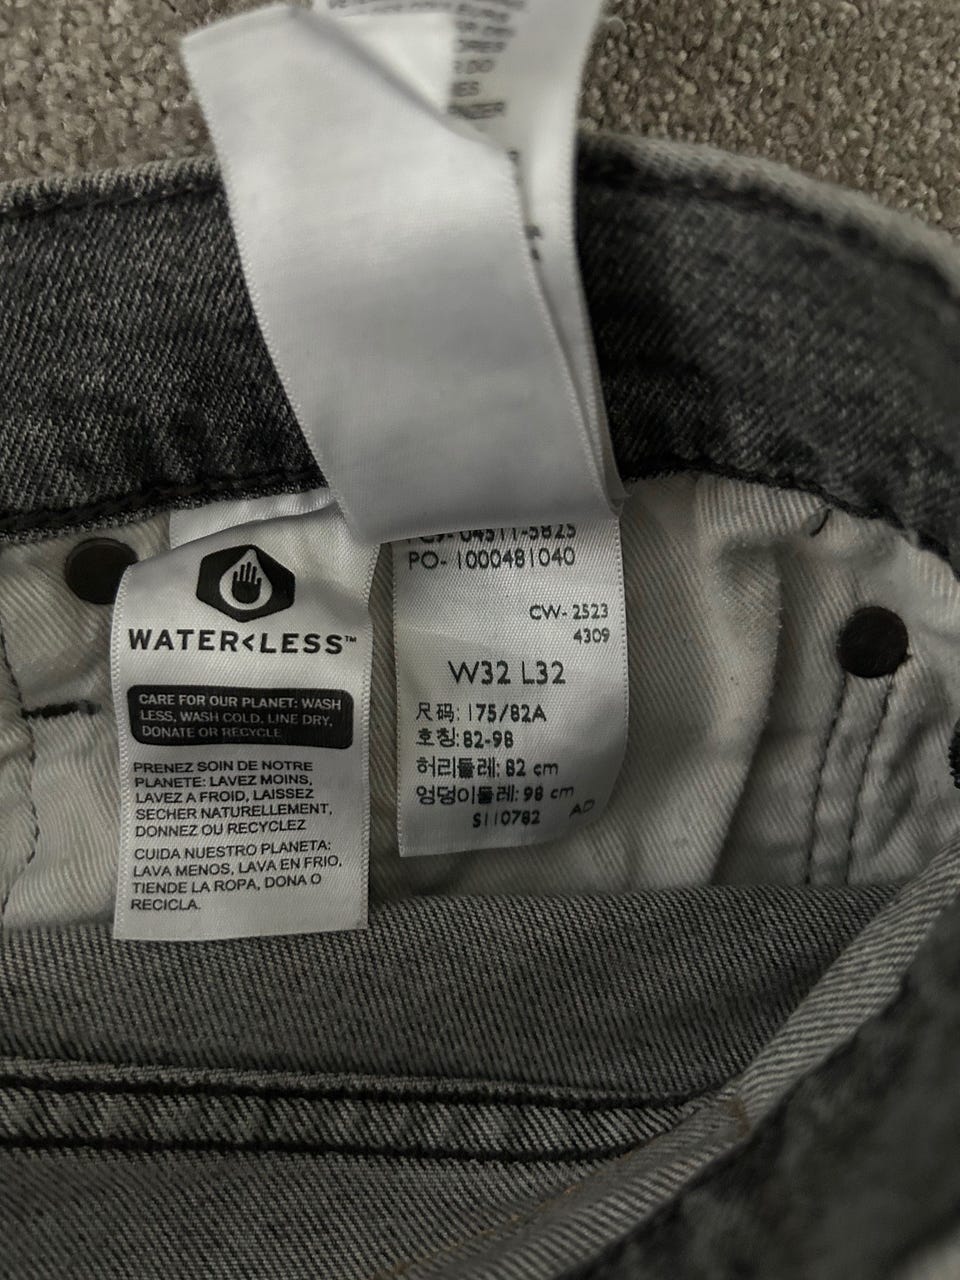 WATER<LESS™
CARE FOR OUR PLANET: WASH
LESS, WASH COLD, LINE DRY,
DONATE OR RECYCLE
PRENEZ SOIN DE NOTRE
PLANETE: LAVEZ MOINS,
LAVEZ A FROID, LAISSEZ
SECHER NATURELLEMENT,
DONNEZ OU RECYCLEZ
CUIDA NUESTRO PLANETA:
LAVA MENOS, LAVA EN FRIO,
TIENDE LA ROPA, DONA O
RECICLA.
04511-5825
PO- 1000481040
CW- 2523
4309
W32 L32
尺码: 175/82A
호칭: 82-98
허리둘레: 82 cm
엉덩이둘레: 98 cm
S110782 AD